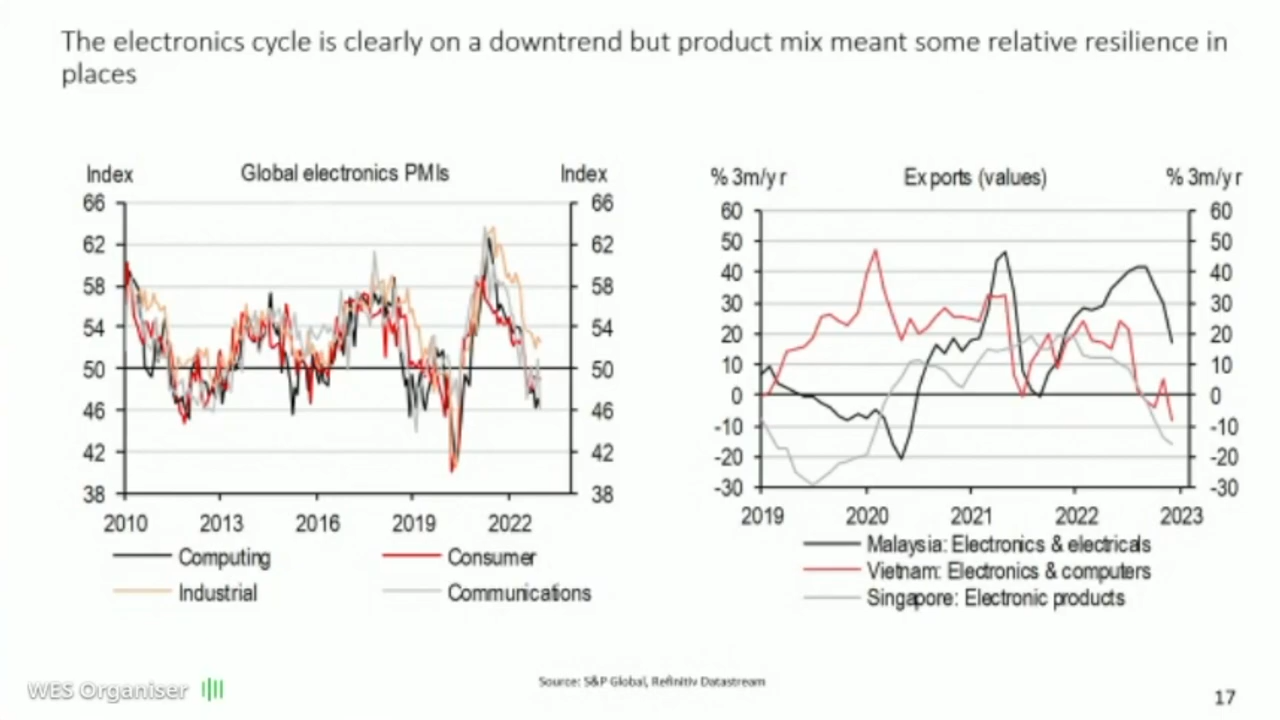 The electronics cycle is clearly on a downtrend but product mix meant some relative resilience in
places
Index Global electronics PMIs Index
66 66
62 62
58 58
54 54
50 50
46 46
42 42
38 38
2010 2013 2016 2019 2022
Computing Consumer
Industrial Communications
% 3m/yr Exports (values) % 3m/yr
60 60
50 50
40 40
30 30
20 20
10 10
0 0
-10 -10
-20 -20
-30 -30
2019 2020 2021 2022 2023
Malaysia: Electronics & electricals
Vietnam: Electronics & computers
Singapore: Electronic products
Source: S&P Global, Refinitiv Datastream
WES Organiser
17